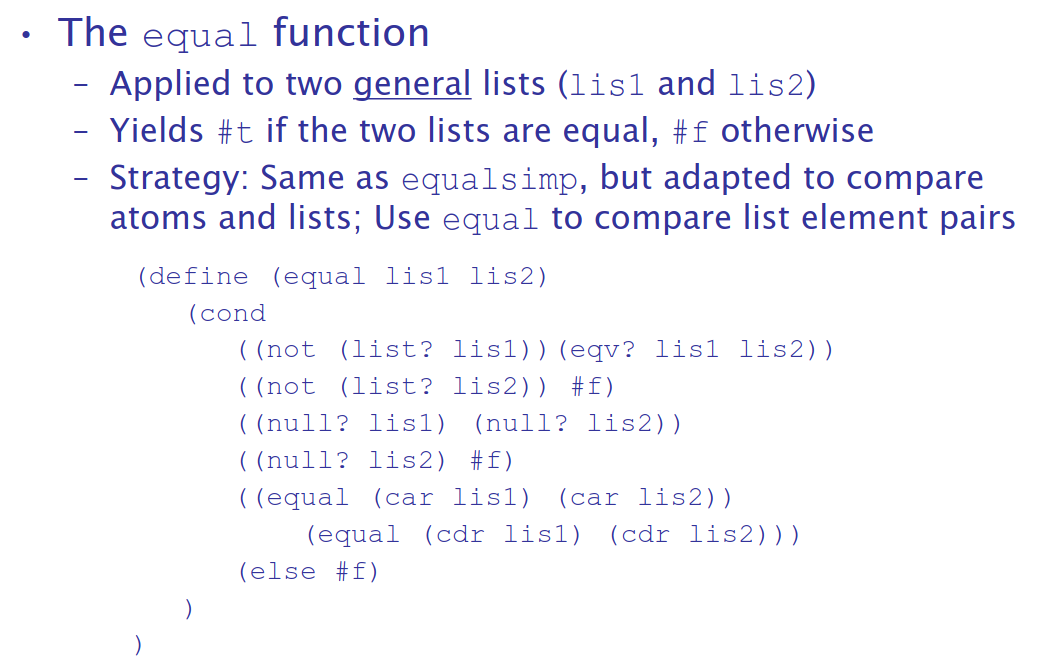 • The equal function
– Applied to two general lists (lis1 and lis2)
– Yields #t if the two lists are equal, #f otherwise
– Strategy: Same as equalsimp, but adapted to compare
atoms and lists; Use equal to compare list element pairs
(define (equal lis1 lis2)
(cond
((not (list? lis1))(eqv? lis1 lis2))
((not (list? lis2)) #f)
((null? lis1) (null? lis2))
((null? lis2) #f)
((equal (car lis1) (car lis2))
(equal (cdr lis1) (cdr lis2)))
(else #f)
)
)